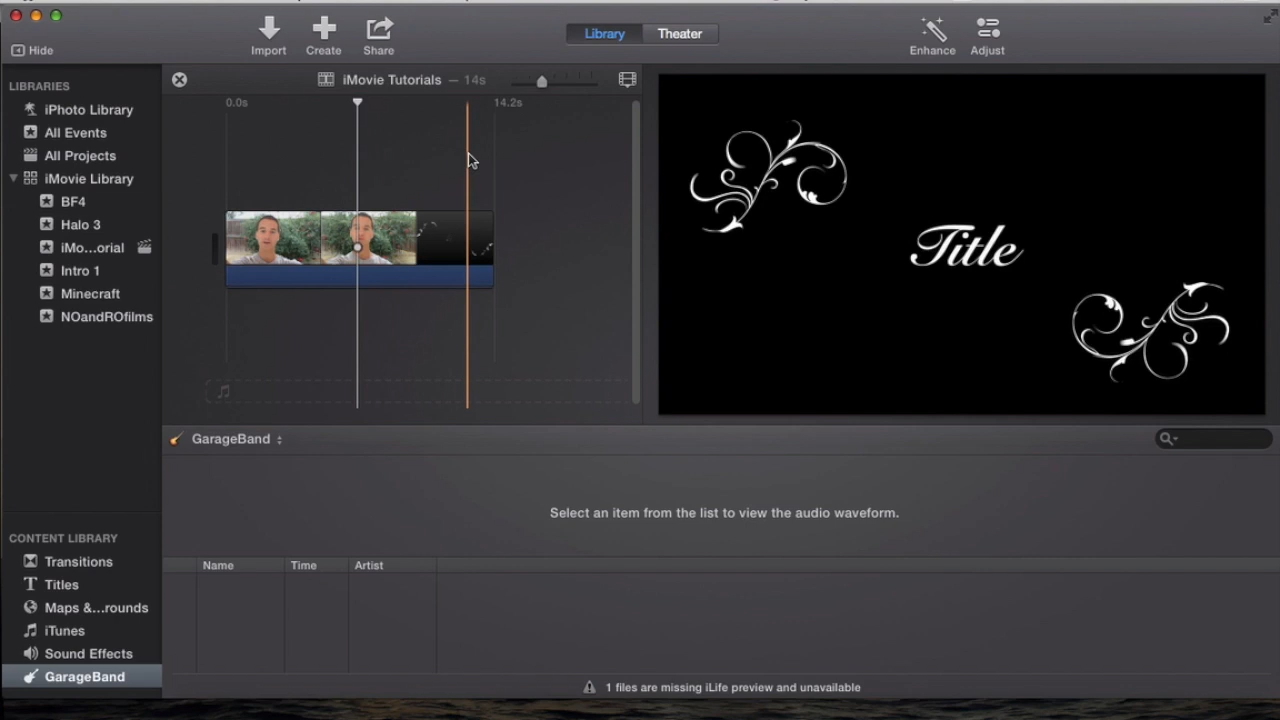 Hide
Import
Create
Share
Library
Theater
Enhance
Adjust
LIBRARIES
iPhoto Library
All Events
All Projects
iMovie Library
BF4
Halo 3
iMo...orial
Intro 1
Minecraft
NOandROfilms
iMovie Tutorials — 14s
0.0s
14.2s
Title
GarageBand
Select an item from the list to view the audio waveform.
Name
Time
Artist
CONTENT LIBRARY
Transitions
Titles
Maps &...rounds
iTunes
Sound Effects
GarageBand
1 files are missing iLife preview and unavailable